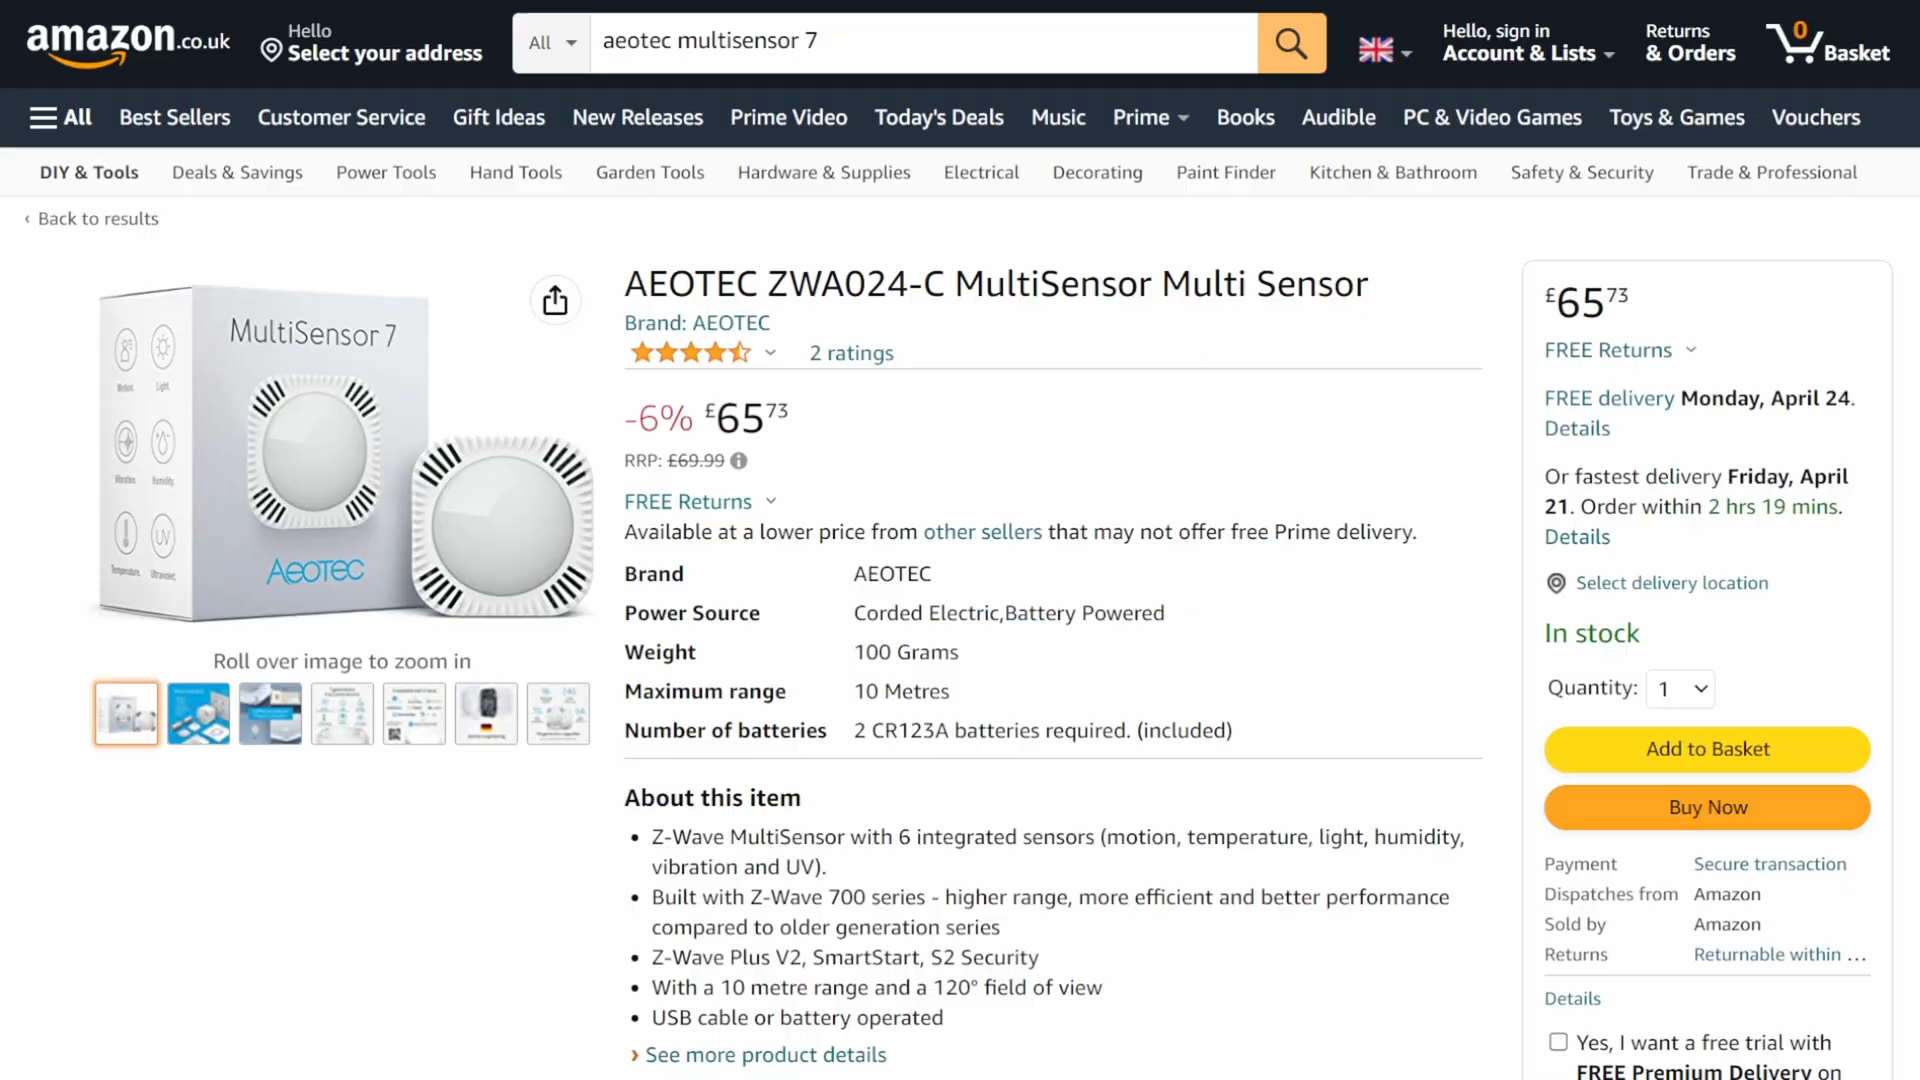 amazon.co.uk
Hello
Select your address
All
aeotec multisensor 7
Hello, sign in
Account & Lists
Returns
& Orders
0
Basket
All
Best Sellers
Customer Service
Gift Ideas
New Releases
Prime Video
Today's Deals
Music
Prime
Books
Audible
PC & Video Games
Toys & Games
Vouchers
DIY & Tools
Deals & Savings
Power Tools
Hand Tools
Garden Tools
Hardware & Supplies
Electrical
Decorating
Paint Finder
Kitchen & Bathroom
Safety & Security
Trade & Professional
‹ Back to results
MultiSensor 7
Motion
Light
Vibration
Humidity
UV
Temperature
Ultraviolet
AEOTEC
Roll over image to zoom in
AEOTEC ZWA024-C MultiSensor Multi Sensor
Brand: AEOTEC
2 ratings
-6% £65 73
RRP: £69.99
FREE Returns
Available at a lower price from other sellers that may not offer free Prime delivery.
Brand AEOTEC
Power Source Corded Electric,Battery Powered
Weight 100 Grams
Maximum range 10 Metres
Number of batteries 2 CR123A batteries required. (included)
About this item
• Z-Wave MultiSensor with 6 integrated sensors (motion, temperature, light, humidity,
vibration and UV).
• Built with Z-Wave 700 series - higher range, more efficient and better performance
compared to older generation series
• Z-Wave Plus V2, SmartStart, S2 Security
• With a 10 metre range and a 120° field of view
• USB cable or battery operated
› See more product details
£65 73
FREE Returns
FREE delivery Monday, April 24.
Details
Or fastest delivery Friday, April
21. Order within 2 hrs 19 mins.
Details
Select delivery location
In stock
Quantity: 1
Add to Basket
Buy Now
Payment Secure transaction
Dispatches from Amazon
Sold by Amazon
Returns Returnable within ...
Details
Yes, I want a free trial with
FREE Premium Delivery on